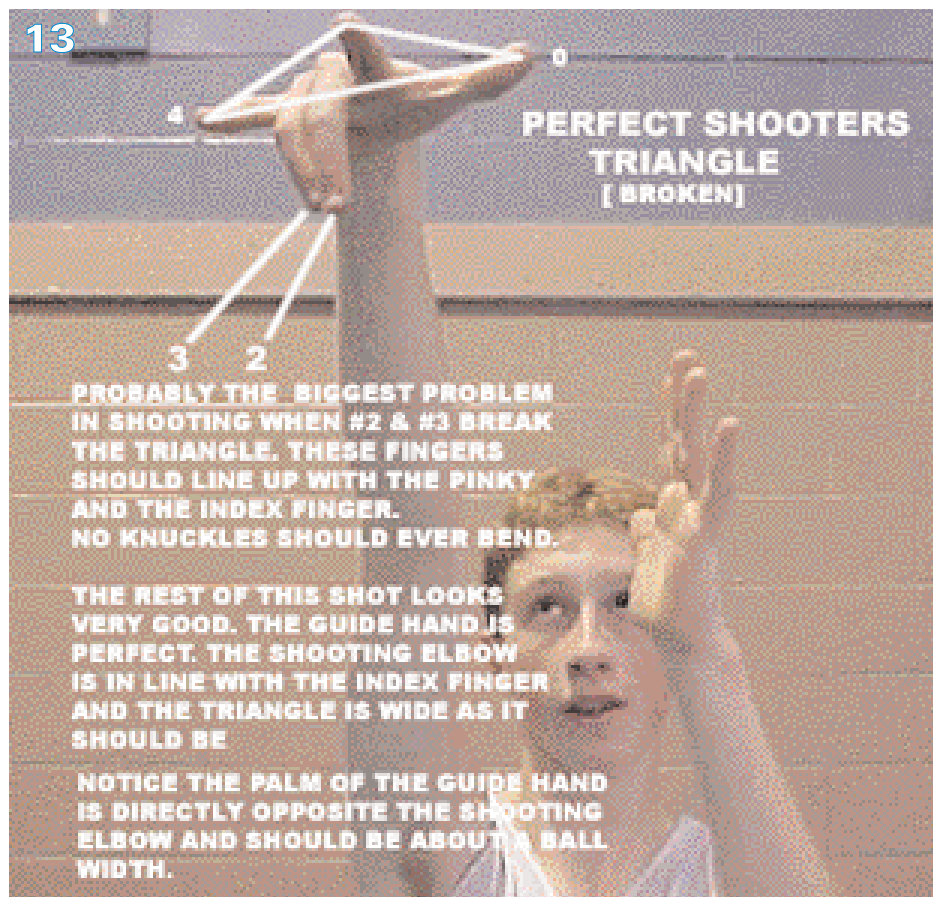 13
0
4
PERFECT SHOOTERS
TRIANGLE
[ BROKEN]
3 2
PROBABLY THE BIGGEST PROBLEM
IN SHOOTING WHEN #2 & #3 BREAK
THE TRIANGLE. THESE FINGERS
SHOULD LINE UP WITH THE PINKY
AND THE INDEX FINGER.
NO KNUCKLES SHOULD EVER BEND.
THE REST OF THIS SHOT LOOKS
VERY GOOD. THE GUIDE HAND IS
PERFECT. THE SHOOTING ELBOW
IS IN LINE WITH THE INDEX FINGER
AND THE TRIANGLE IS WIDE AS IT
SHOULD BE
NOTICE THE PALM OF THE GUIDE HAND
IS DIRECTLY OPPOSITE THE SHOOTING
ELBOW AND SHOULD BE ABOUT A BALL
WIDTH.